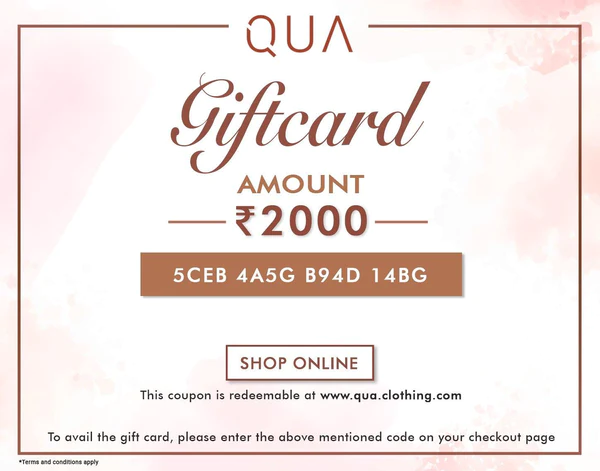 QUA
Giftcard
AMOUNT
₹2000
5CEB 4A5G B94D 14BG
SHOP ONLINE
This coupon is redeemable at www.qua.clothing.com
To avail the gift card, please enter the above mentioned code on your checkout page
*Terms and conditions apply